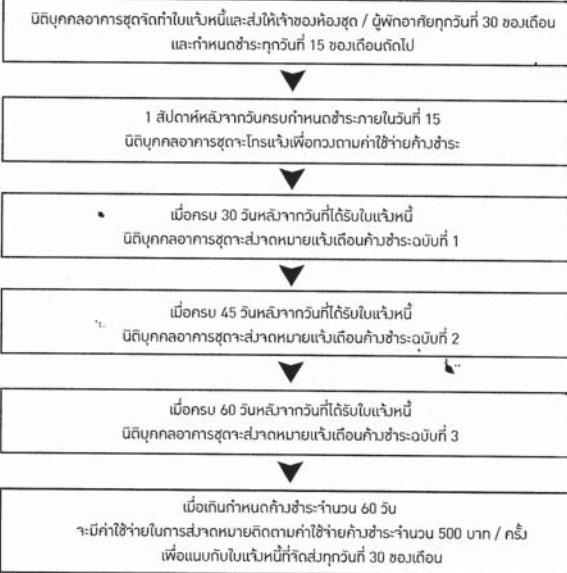 นิติบุคคลอาคารชุดจัดทำใบแจ้งหนี้และส่งให้เจ้าของห้องชุด / ผู้พักอาศัยทุกวันที่ 30 ของเดือน
และกำหนดชำระทุกวันที่ 15 ของเดือนถัดไป
1 สัปดาห์หลังจากวันครบกำหนดชำระภายในวันที่ 15
นิติบุคคลอาคารชุดจะโทรแจ้งเพื่อทวงถามค่าใช้จ่ายค้างชำระ
เมื่อครบ 30 วันหลังจากวันที่ได้รับใบแจ้งหนี้
นิติบุคคลอาคารชุดจะส่งจดหมายแจ้งเตือนค้างชำระฉบับที่ 1
เมื่อครบ 45 วันหลังจากวันที่ได้รับใบแจ้งหนี้
นิติบุคคลอาคารชุดจะส่งจดหมายแจ้งเตือนค้างชำระฉบับที่ 2
เมื่อครบ 60 วันหลังจากวันที่ได้รับใบแจ้งหนี้
นิติบุคคลอาคารชุดจะส่งจดหมายแจ้งเตือนค้างชำระฉบับที่ 3
เมื่อเกินกำหนดค้างชำระจำนวน 60 วัน
จะมีค่าใช้จ่ายในการส่งจดหมายติดตามค่าใช้จ่ายค้างชำระจำนวน 500 บาท / ครั้ง
เพื่อแนบกับใบแจ้งหนี้ที่จัดส่งทุกวันที่ 30 ของเดือน